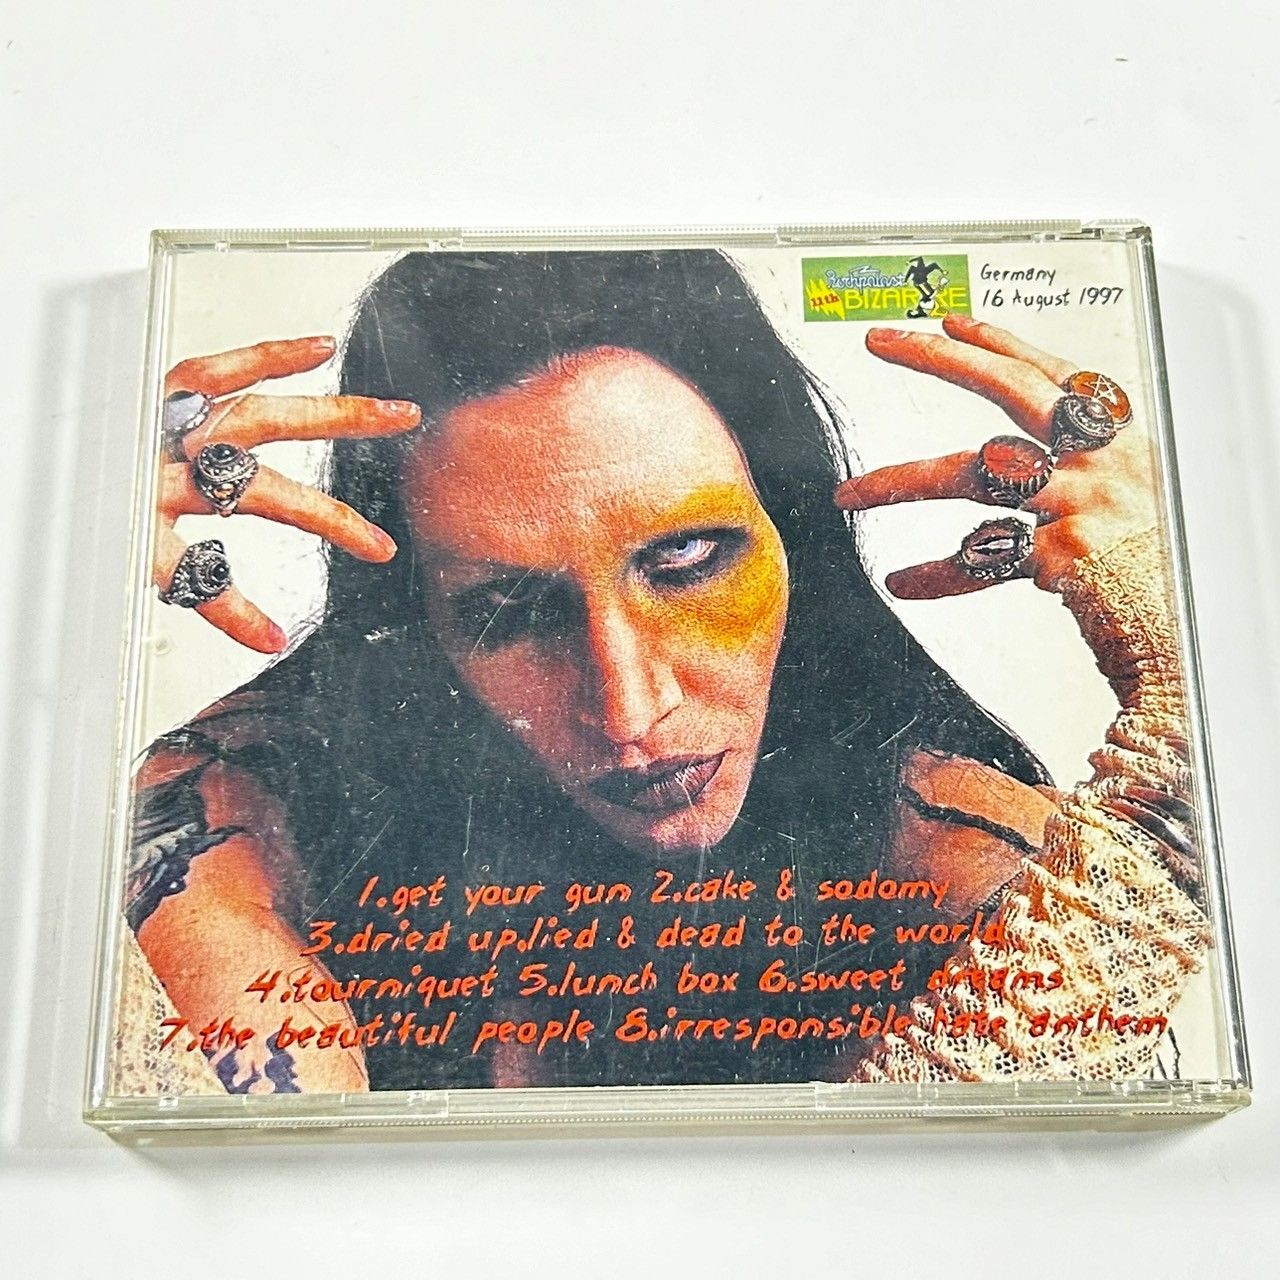 Rockpalast
11th BIZARRE
Germany
16 August 1997
1.get your gun 2.cake & sodomy
3.dried up,lied & dead to the world
4.tourniquet 5.lunch box 6.sweet dreams
7.the beautiful people 8.irresponsible hate anthem